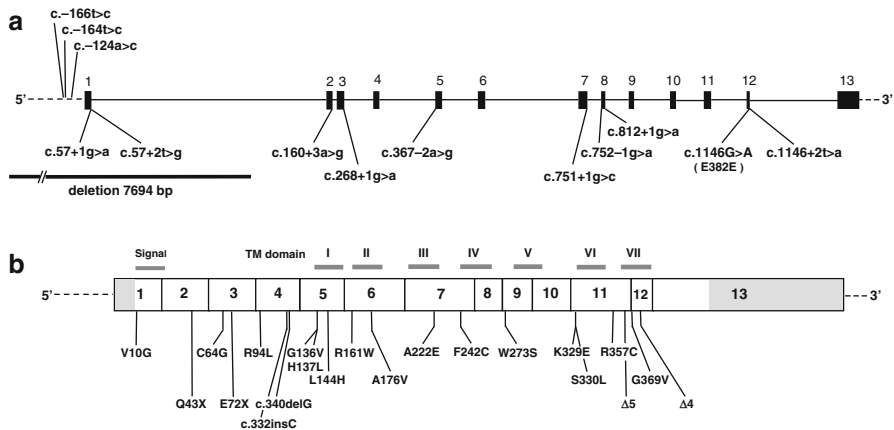 a
c.–166t>c
c.–164t>c
c.–124a>c
1 2 3 4 5 6 7 8 9 10 11 12 13
5’ 3’
c.57+1g>a c.57+2t>g c.160+3a>g c.367–2a>g c.812+1g>a
c.268+1g>a c.752–1g>a c.1146G>A c.1146+2t>a
c.751+1g>c ( E382E )
deletion 7694 bp
b
Signal TM domain I II III IV V VI VII
5’ 1 2 3 4 5 6 7 8 9 10 11 12 13 3’
V10G C64G R94L G136V R161W A222E F242C W273S K329E R357C
H137L
L144H A176V S330L G369V
Q43X E72X c.340delG Δ5 Δ4
c.332insC